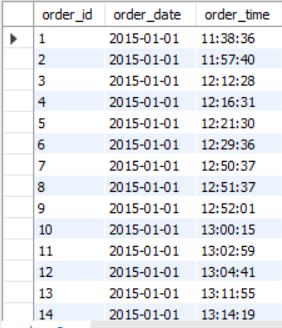 order_id order_date order_time
1 2015-01-01 11:38:36
2 2015-01-01 11:57:40
3 2015-01-01 12:12:28
4 2015-01-01 12:16:31
5 2015-01-01 12:21:30
6 2015-01-01 12:29:36
7 2015-01-01 12:50:37
8 2015-01-01 12:51:37
9 2015-01-01 12:52:01
10 2015-01-01 13:00:15
11 2015-01-01 13:02:59
12 2015-01-01 13:04:41
13 2015-01-01 13:11:55
14 2015-01-01 13:14:19